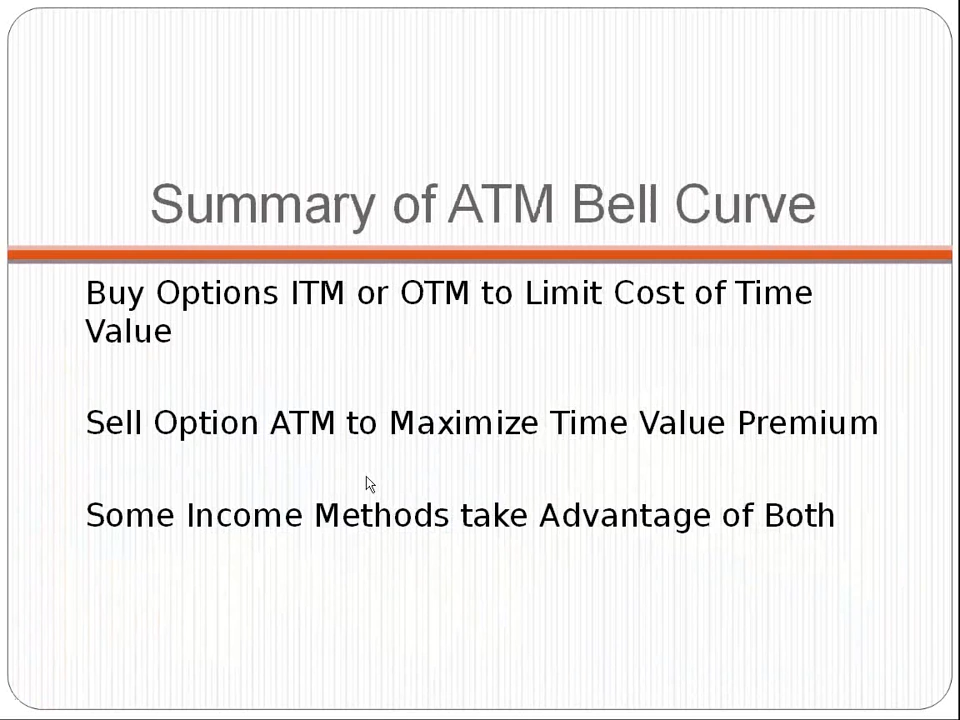 Summary of ATM Bell Curve
Buy Options ITM or OTM to Limit Cost of Time
Value
Sell Option ATM to Maximize Time Value Premium
Some Income Methods take Advantage of Both